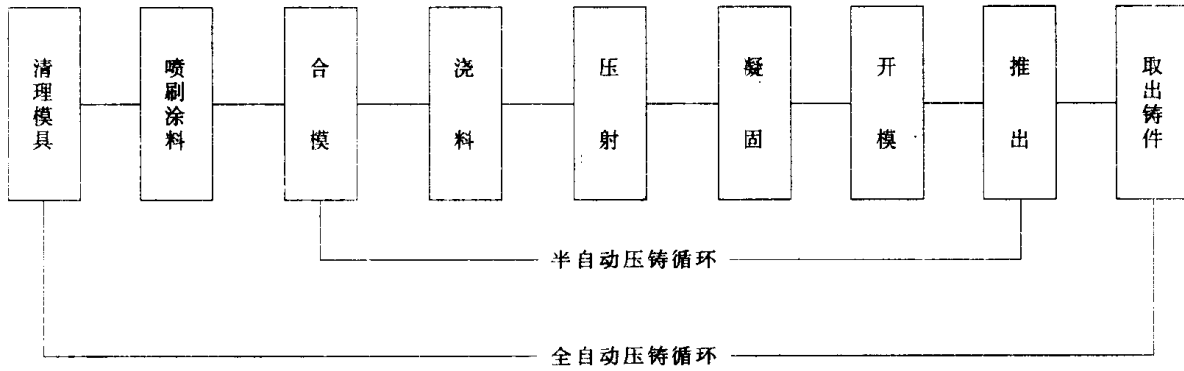 清理模具
喷刷涂料
合模
浇料
压射
凝固
开模
推出
取出铸件
半自动压铸循环
全自动压铸循环